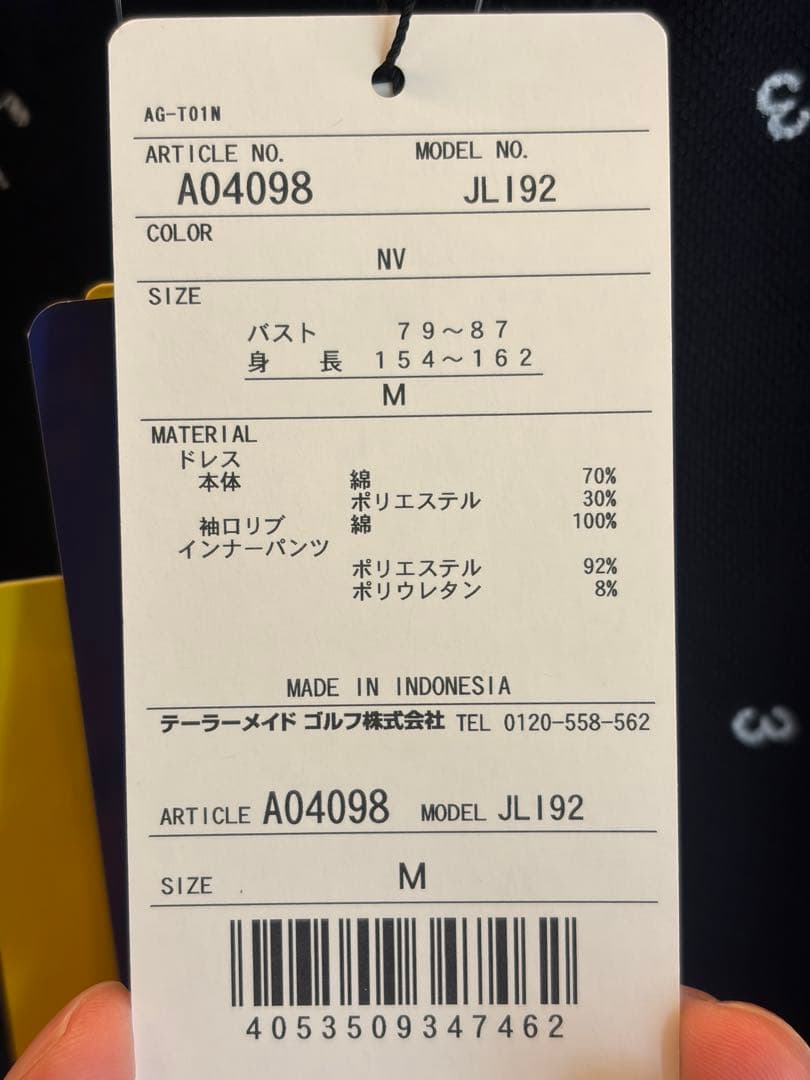 AG-T01N
ARTICLE NO. MODEL NO.
A04098 JLI92
COLOR
NV
SIZE
バスト 79～87
身長 154～162
M
MATERIAL
ドレス
本体 綿 70%
ポリエステル 30%
袖口リブ 綿 100%
インナーパンツ
ポリエステル 92%
ポリウレタン 8%
MADE IN INDONESIA
テーラーメイド ゴルフ株式会社 TEL 0120-558-562
ARTICLE A04098 MODEL JLI92
SIZE M
4053509347462